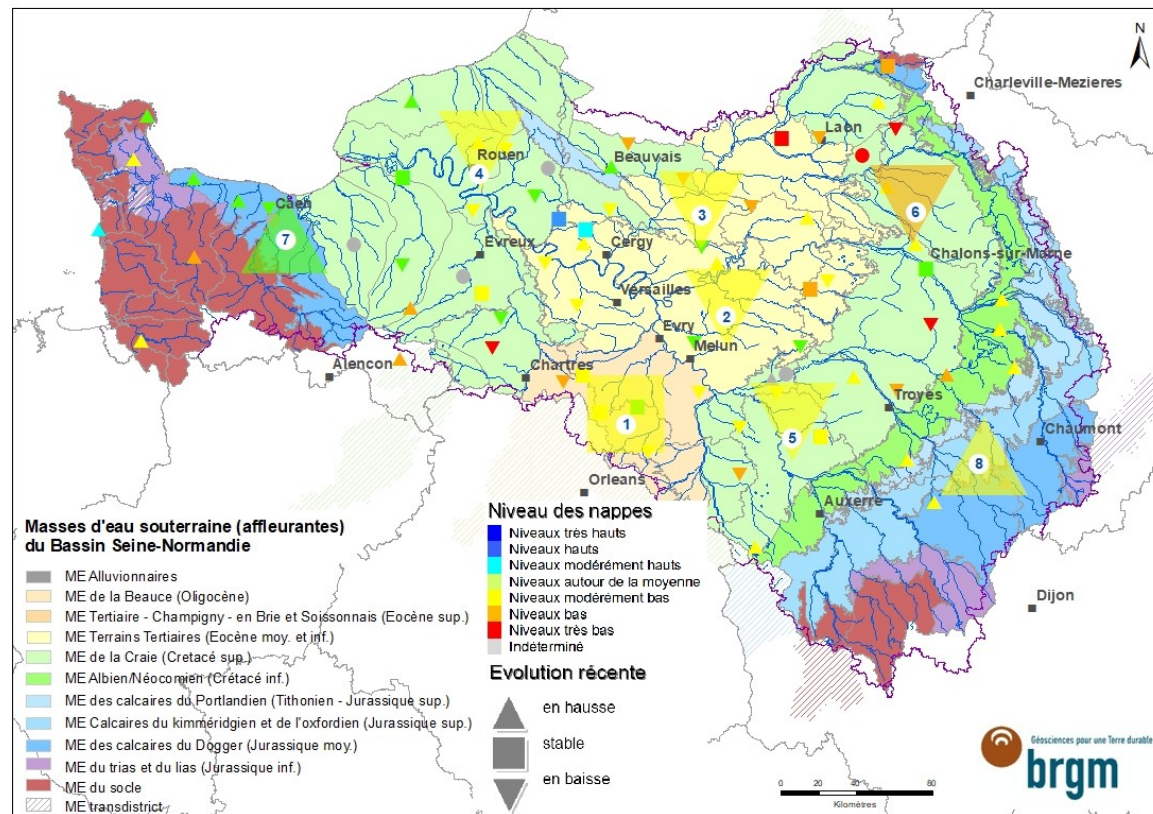 N
Charleville-Mezieres
Laon
Rouen
4
Beauvais
3
6
Caen
7
Evreux
Cergy
Chalons-sur-Marne
Versailles
2
Evry
Melun
Alençon
Chartres
Troyes
1
5
Chaumont
8
Orleans
Auxerre
Dijon
Masses d'eau souterraine (affleurantes)
du Bassin Seine-Normandie
ME Alluvionnaires
ME de la Beauce (Oligocène)
ME Tertiaire - Champigny - en Brie et Soissonnais (Eocène sup.)
ME Terrains Tertiaires (Eocène moy. et inf.)
ME de la Craie (Cretacé sup.)
ME Albien/Néocomien (Crétacé inf.)
ME des calcaires du Portlandien (Tithonien - Jurassique sup.)
ME Calcaires du kimméridgien et de l'oxfordien (Jurassique sup.)
ME des calcaires du Dogger (Jurassique moy.)
ME du trias et du lias (Jurassique inf.)
ME du socle
ME transdistrict
Niveau des nappes
Niveaux très hauts
Niveaux hauts
Niveaux modérément hauts
Niveaux autour de la moyenne
Niveaux modérément bas
Niveaux bas
Niveaux très bas
Indéterminé
Evolution récente
en hausse
stable
en baisse
0 20 40 80
Kilomètres
Géosciences pour une Terre durable
brgm